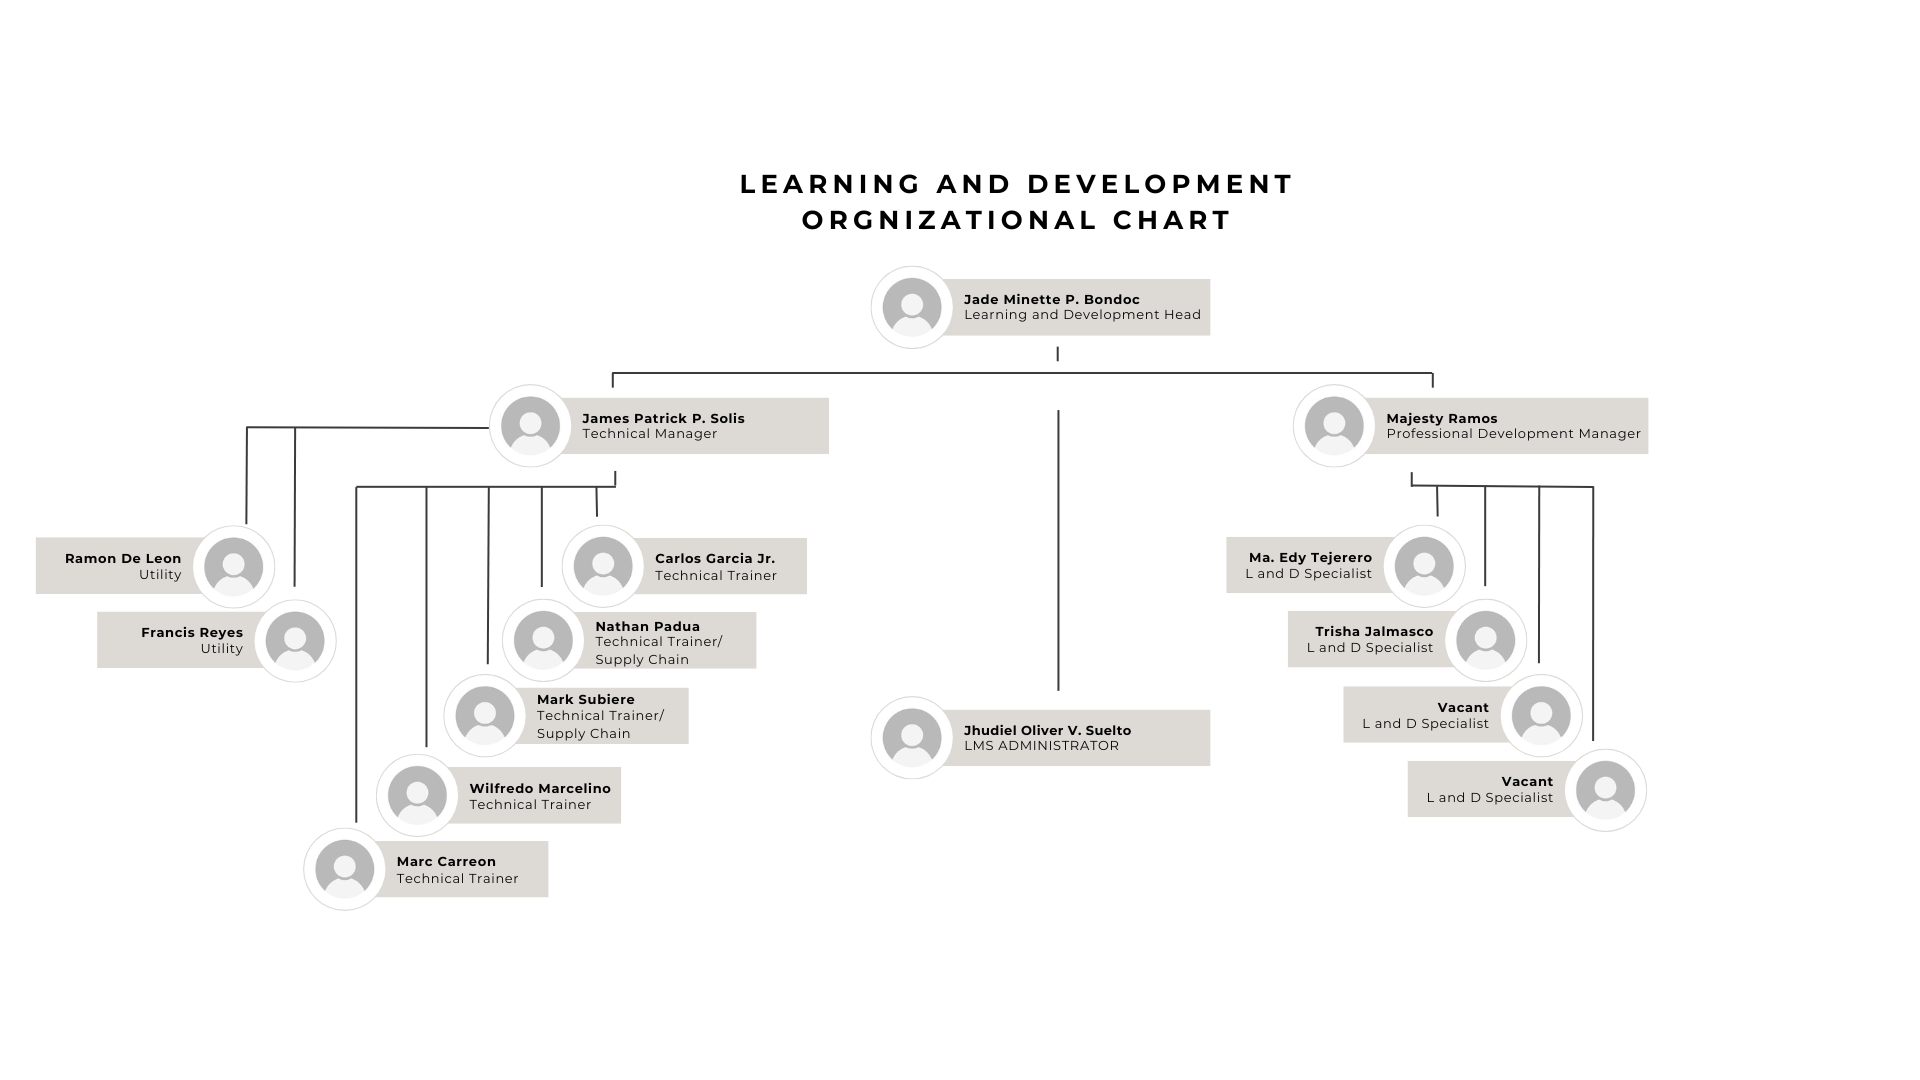 LEARNING AND DEVELOPMENT
ORGNIZATIONAL CHART
Jade Minette P. Bondoc
Learning and Development Head
James Patrick P. Solis
Technical Manager
Majesty Ramos
Professional Development Manager
Ramon De Leon
Utility
Francis Reyes
Utility
Carlos Garcia Jr.
Technical Trainer
Nathan Padua
Technical Trainer/
Supply Chain
Mark Subiere
Technical Trainer/
Supply Chain
Wilfredo Marcelino
Technical Trainer
Marc Carreon
Technical Trainer
Jhudiel Oliver V. Suelto
LMS ADMINISTRATOR
Ma. Edy Tejerero
L and D Specialist
Trisha Jalmasco
L and D Specialist
Vacant
L and D Specialist
Vacant
L and D Specialist